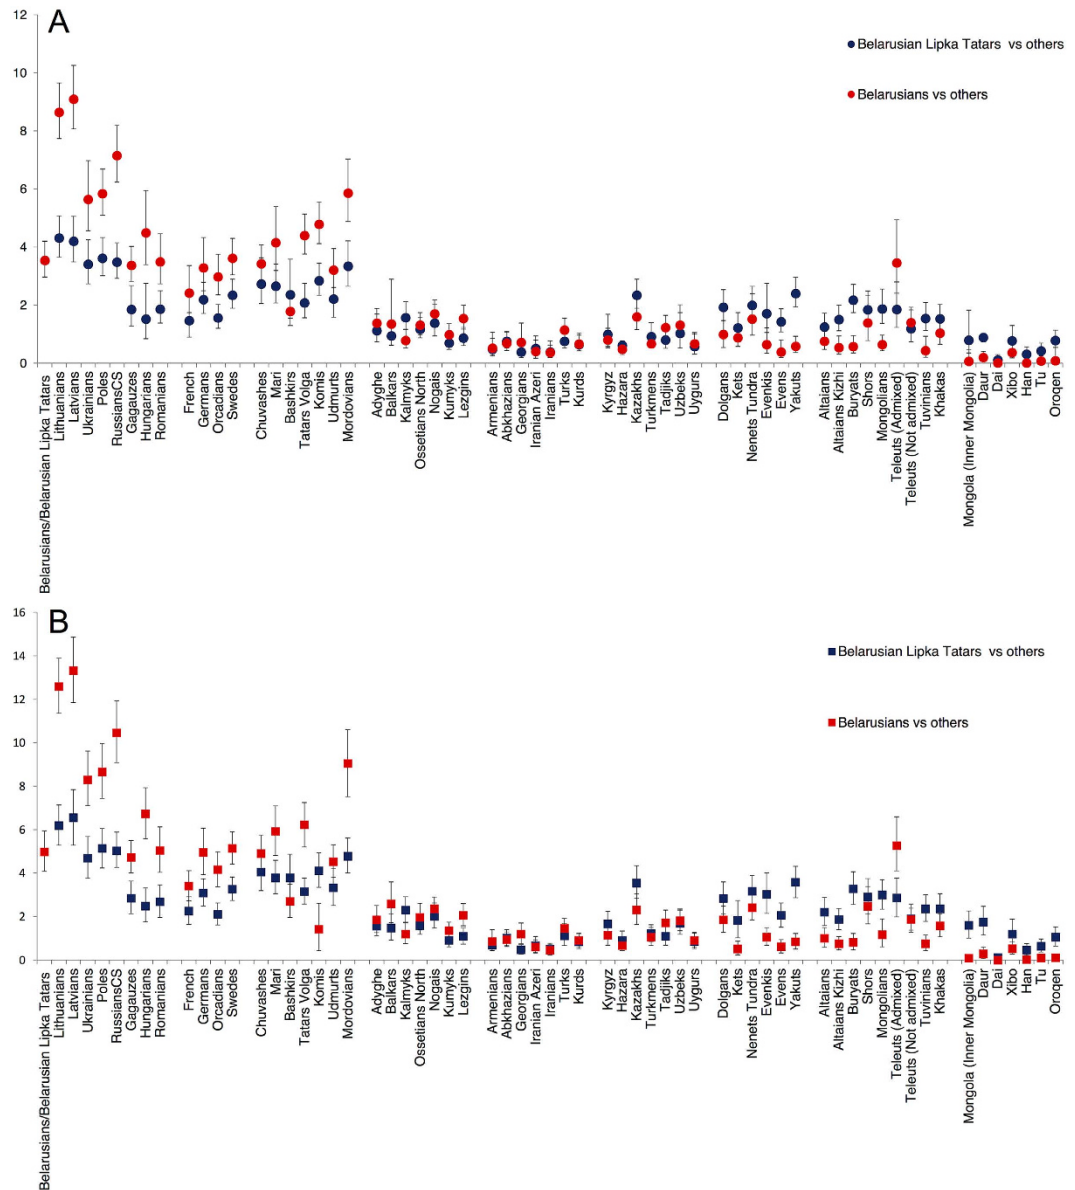 A
12
10
8
6
4
2
0
Belarusian Lipka Tatars vs others
Belarusians vs others
Belarusians/Belarusian Lipka Tatars
Lithuanians
Latvians
Ukrainians
Poles
RussiansCS
Gagauzes
Hungarians
Romanians
French
Germans
Orcadians
Swedes
Chuvashes
Mari
Bashkirs
Tatars Volga
Komis
Udmurts
Mordovians
Adyghe
Balkars
Kalmyks
Ossetians North
Nogais
Kumyks
Lezgins
Armenians
Abkhazians
Georgians
Iranian Azeri
Iranians
Turks
Kurds
Kyrgyz
Hazara
Kazakhs
Turkmens
Tadjiks
Uzbeks
Uygurs
Dolgans
Kets
Nenets Tundra
Evenkis
Evens
Yakuts
Altaians
Altaians Kizhi
Buryats
Shors
Mongolians
Teleuts (Admixed)
Teleuts (Not admixed)
Tuvinians
Khakas
Mongola (Inner Mongolia)
Daur
Dai
Xibo
Han
Tu
Oroqen
B
16
14
12
10
8
6
4
2
0
Belarusian Lipka Tatars vs others
Belarusians vs others
Belarusians/Belarusian Lipka Tatars
Lithuanians
Latvians
Ukrainians
Poles
RussiansCS
Gagauzes
Hungarians
Romanians
French
Germans
Orcadians
Swedes
Chuvashes
Mari
Bashkirs
Tatars Volga
Komis
Udmurts
Mordovians
Adyghe
Balkars
Kalmyks
Ossetians North
Nogais
Kumyks
Lezgins
Armenians
Abkhazians
Georgians
Iranian Azeri
Iranians
Turks
Kurds
Kyrgyz
Hazara
Kazakhs
Turkmens
Tadjiks
Uzbeks
Uygurs
Dolgans
Kets
Nenets Tundra
Evenkis
Evens
Yakuts
Altaians
Altaians Kizhi
Buryats
Shors
Mongolians
Teleuts (Admixed)
Teleuts (Not admixed)
Tuvinians
Khakas
Mongola (Inner Mongolia)
Daur
Dai
Xibo
Han
Tu
Oroqen